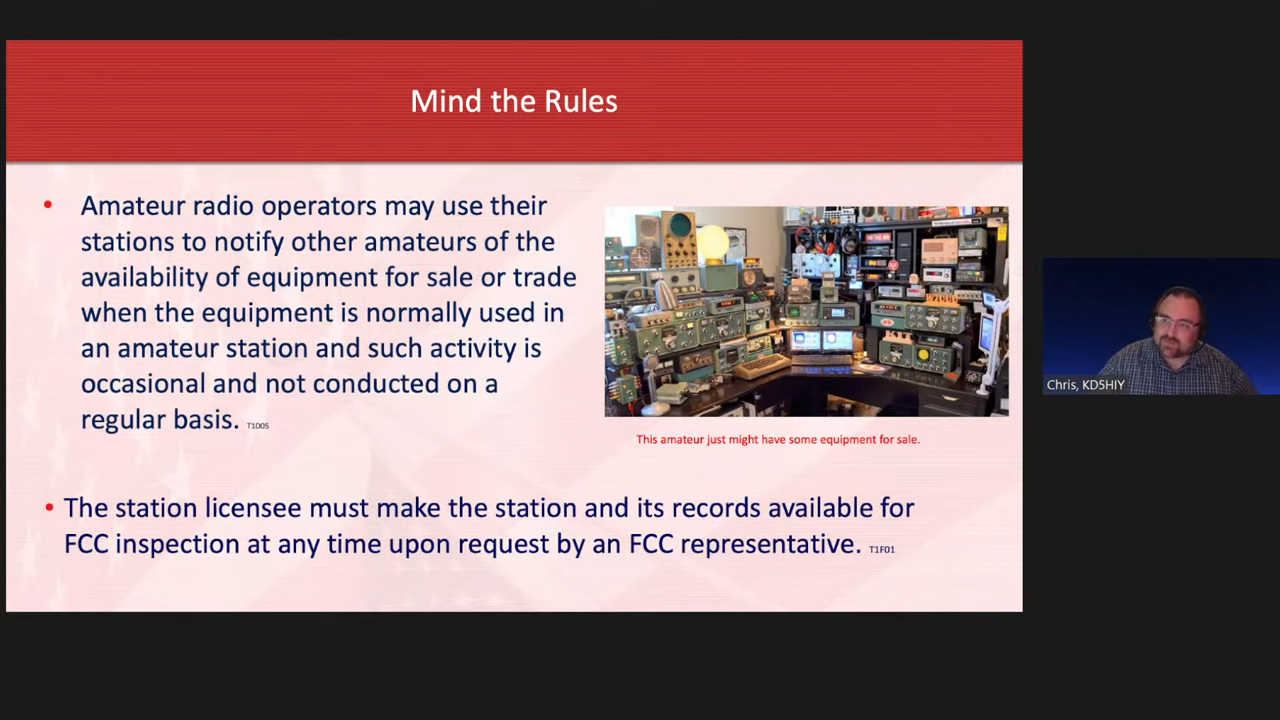 Mind the Rules
• Amateur radio operators may use their
stations to notify other amateurs of the
availability of equipment for sale or trade
when the equipment is normally used in
an amateur station and such activity is
occasional and not conducted on a
regular basis. T1D05
This amateur just might have some equipment for sale.
• The station licensee must make the station and its records available for
FCC inspection at any time upon request by an FCC representative. T1F01
Chris, KD5HIY